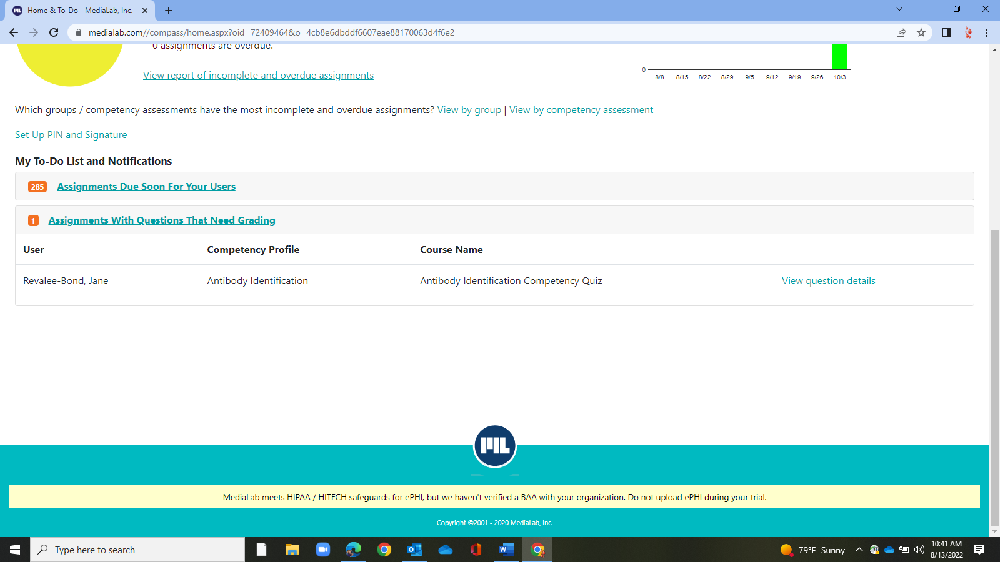 Home & To-Do - MediaLab, Inc.
medialab.com//compass/home.aspx?oid=72409464&o=4cb8e6dbddf6607eae88170063d4f6e2
0 assignments are overdue.
View report of incomplete and overdue assignments
0
8/8 8/15 8/22 8/29 9/5 9/12 9/19 9/26 10/3
Which groups / competency assessments have the most incomplete and overdue assignments? View by group | View by competency assessment
Set Up PIN and Signature
My To-Do List and Notifications
285 Assignments Due Soon For Your Users
1 Assignments With Questions That Need Grading
User Competency Profile Course Name
Revalee-Bond, Jane Antibody Identification Antibody Identification Competency Quiz View question details
ML
MediaLab meets HIPAA / HITECH safeguards for ePHI, but we haven't verified a BAA with your organization. Do not upload ePHI during your trial.
Copyright ©2001 - 2020 MediaLab, Inc.
Type here to search
79°F Sunny
10:41 AM
8/13/2022